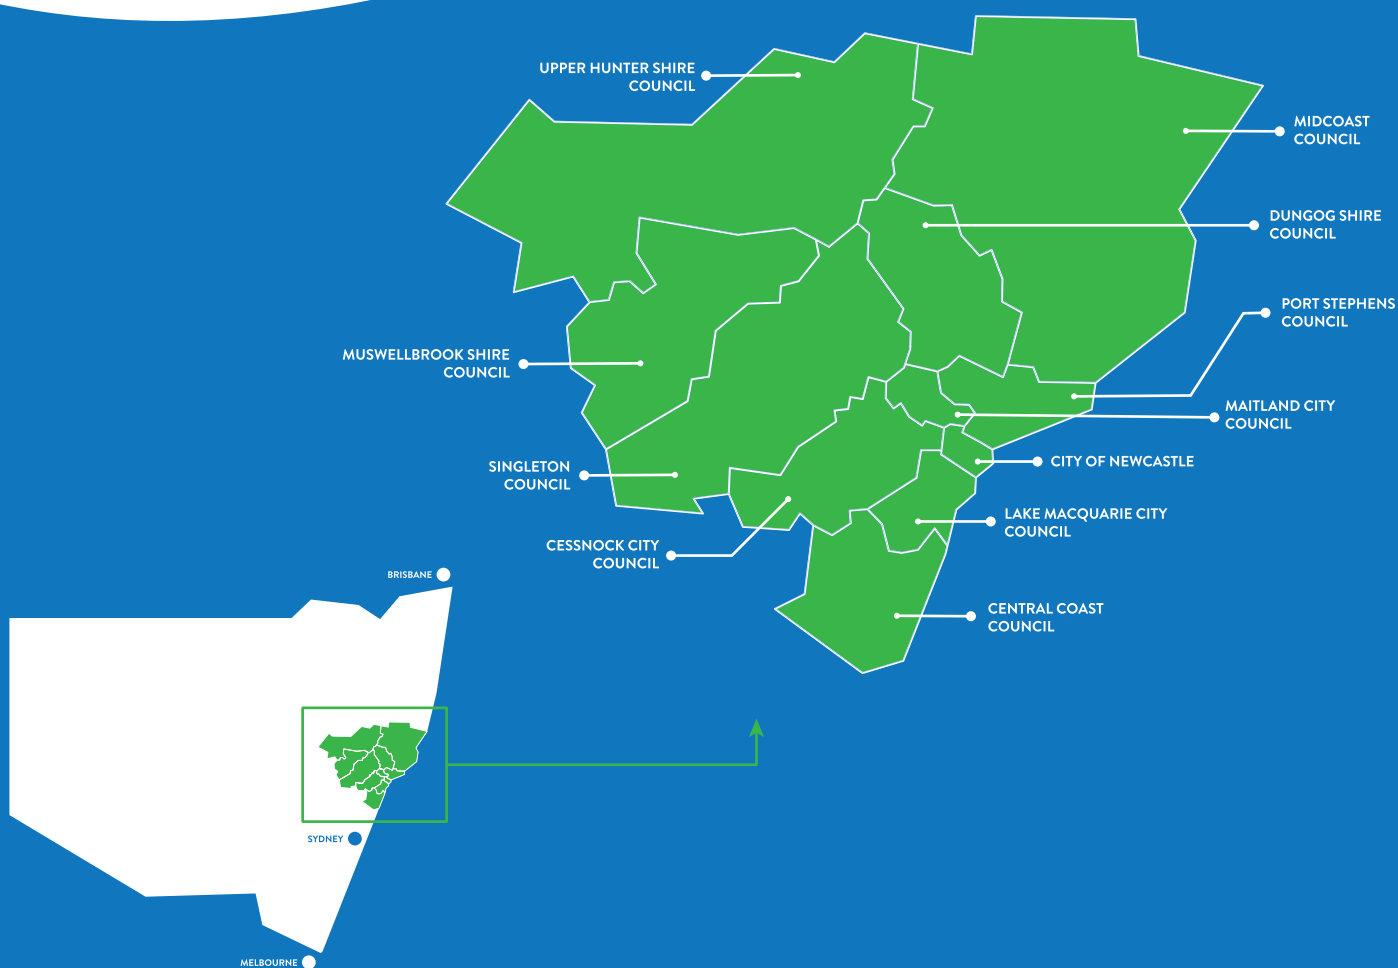 UPPER HUNTER SHIRE
COUNCIL
MIDCOAST
COUNCIL
DUNGOG SHIRE
COUNCIL
PORT STEPHENS
COUNCIL
MUSWELLBROOK SHIRE
COUNCIL
MAITLAND CITY
COUNCIL
CITY OF NEWCASTLE
SINGLETON
COUNCIL
LAKE MACQUARIE CITY
COUNCIL
CESSNOCK CITY
COUNCIL
CENTRAL COAST
COUNCIL
BRISBANE
SYDNEY
MELBOURNE